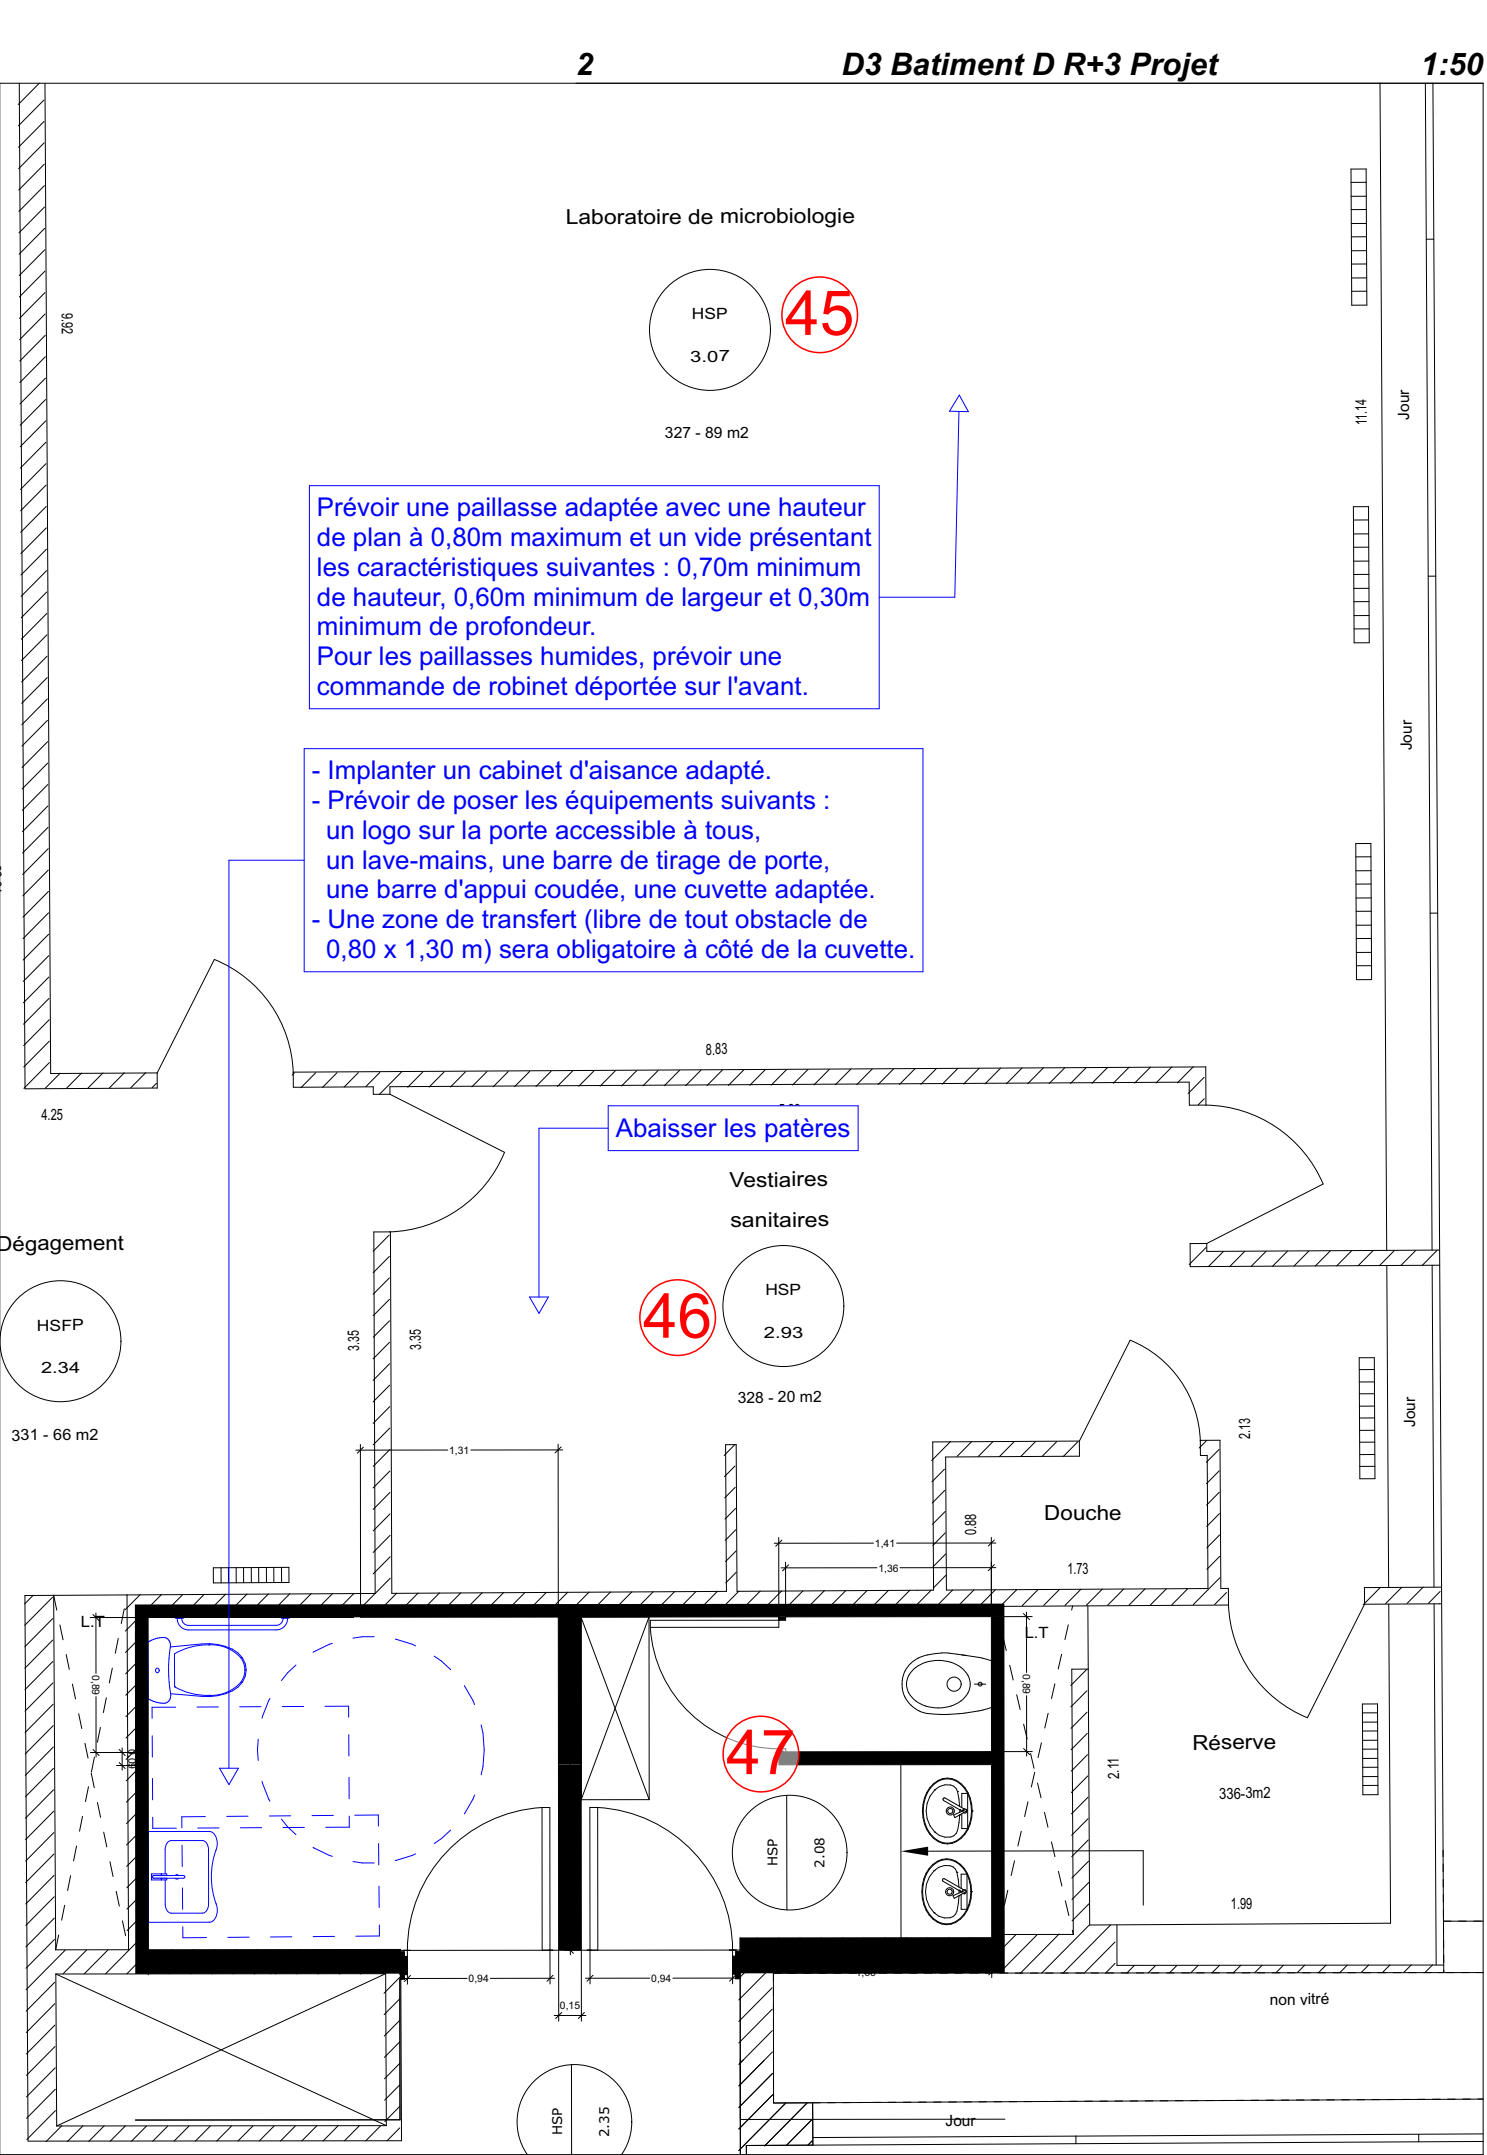 2 D3 Batiment D R+3 Projet 1:50
Laboratoire de microbiologie
HSP
3.07
45
9.92
327 - 89 m2
11.14
Jour
Prévoir une paillasse adaptée avec une hauteur
de plan à 0,80m maximum et un vide présentant
les caractéristiques suivantes : 0,70m minimum
de hauteur, 0,60m minimum de largeur et 0,30m
minimum de profondeur.
Pour les paillasses humides, prévoir une
commande de robinet déportée sur l'avant.
Jour
- Implanter un cabinet d'aisance adapté.
- Prévoir de poser les équipements suivants :
un logo sur la porte accessible à tous,
un lave-mains, une barre de tirage de porte,
une barre d'appui coudée, une cuvette adaptée.
- Une zone de transfert (libre de tout obstacle de
0,80 x 1,30 m) sera obligatoire à côté de la cuvette.
8.83
4.25
Abaisser les patères
Vestiaires
sanitaires
Dégagement
HSFP
2.34
331 - 66 m2
3.35
3.35
46
HSP
2.93
328 - 20 m2
2.13
Jour
1,31
Douche
0.88
1.73
1,41
1,36
L.T
0,89
L.T
0,89
47
Réserve
336-3m2
2.11
1.99
HSP
2.08
0,94
0,94
0,15
non vitré
HSP
2.35
Jour